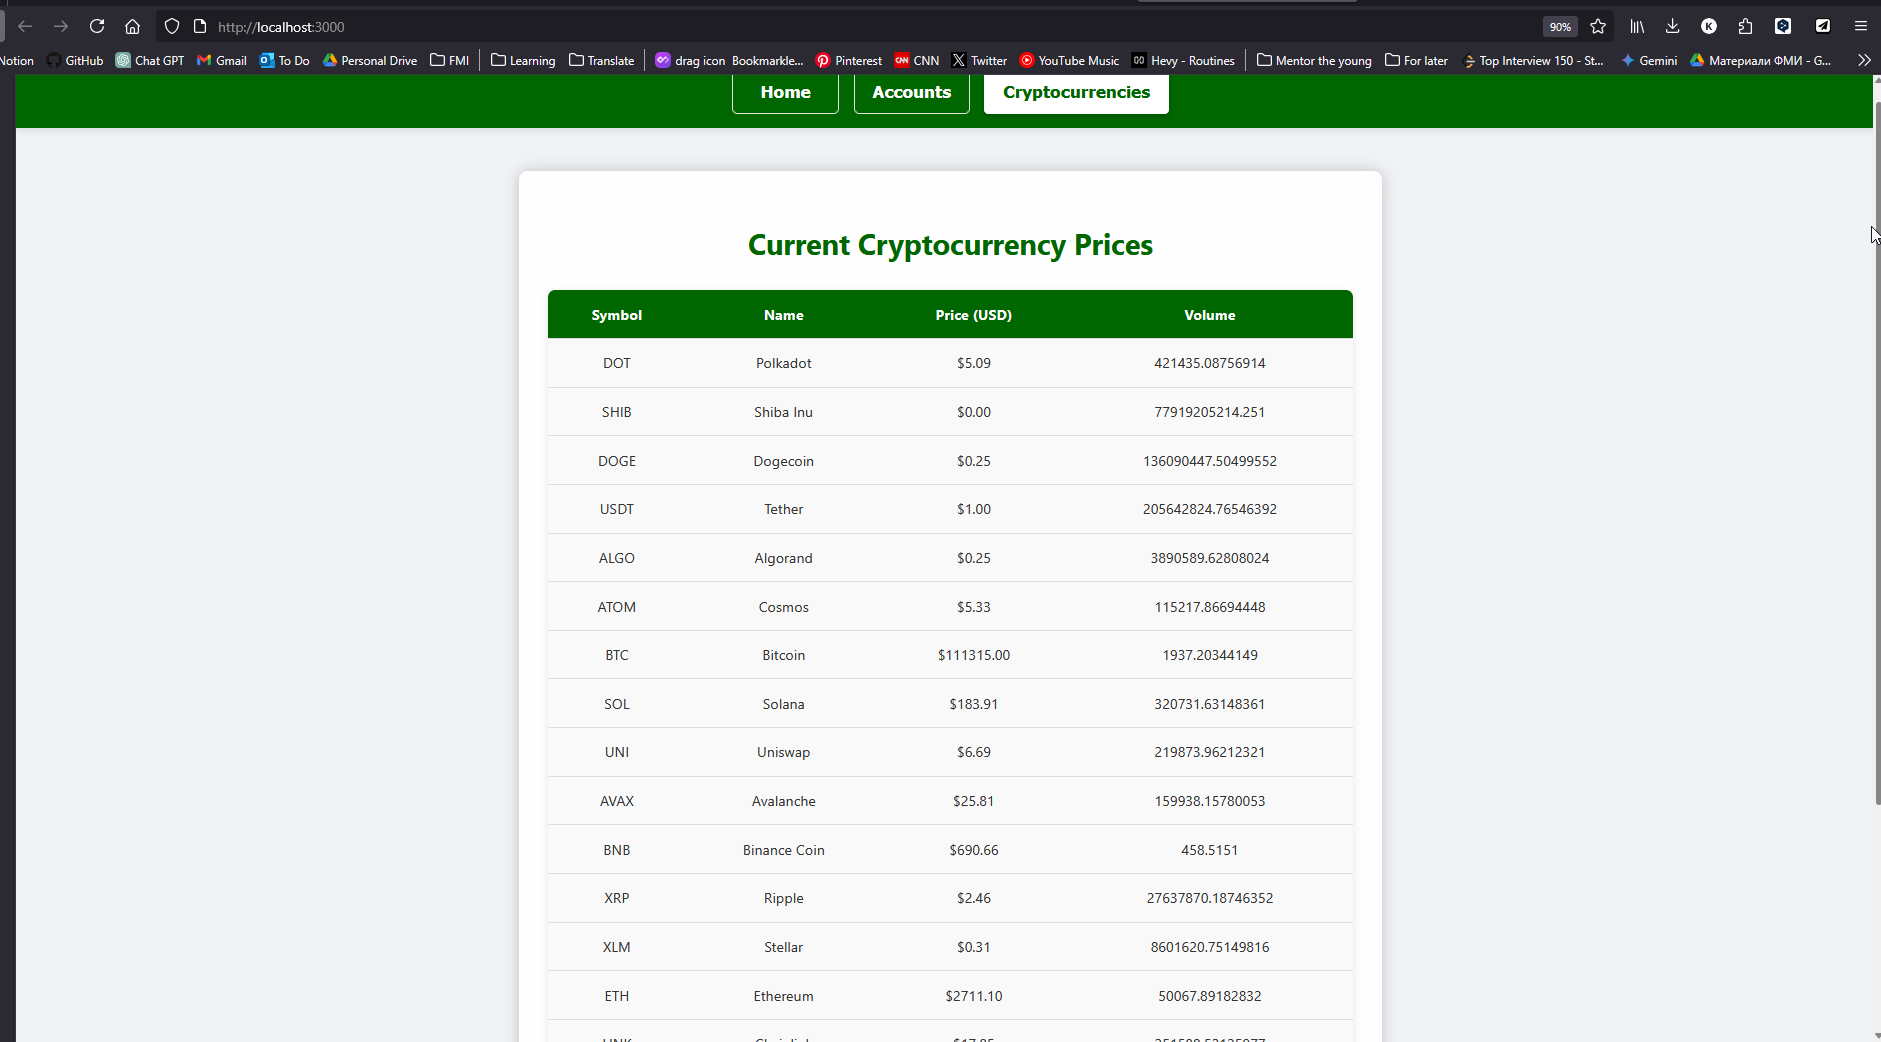 http://localhost:3000 90%
Notion GitHub Chat GPT Gmail To Do Personal Drive FMI Learning Translate drag icon Bookmarkle... Pinterest CNN Twitter YouTube Music Hevy - Routines Mentor the young For later Top Interview 150 - St... Gemini Материали ФМИ - G...
Home Accounts Cryptocurrencies
Current Cryptocurrency Prices
Symbol Name Price (USD) Volume
DOT Polkadot $5.09 421435.08756914
SHIB Shiba Inu $0.00 77919205214.251
DOGE Dogecoin $0.25 136090447.50499552
USDT Tether $1.00 205642824.76546392
ALGO Algorand $0.25 3890589.62808024
ATOM Cosmos $5.33 115217.86694448
BTC Bitcoin $111315.00 1937.20344149
SOL Solana $183.91 320731.63148361
UNI Uniswap $6.69 219873.96212321
AVAX Avalanche $25.81 159938.15780053
BNB Binance Coin $690.66 458.5151
XRP Ripple $2.46 27637870.18746352
XLM Stellar $0.31 8601620.75149816
ETH Ethereum $2711.10 50067.89182832